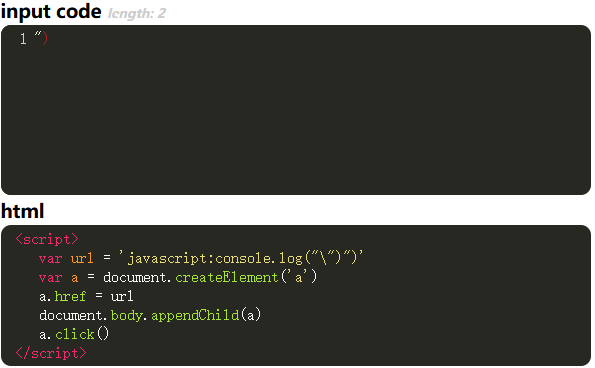 input code length: 2
1 ")
html
<script>
var url = 'javascript:console.log("\")")'
var a = document.createElement('a')
a.href = url
document.body.appendChild(a)
a.click()
</script>